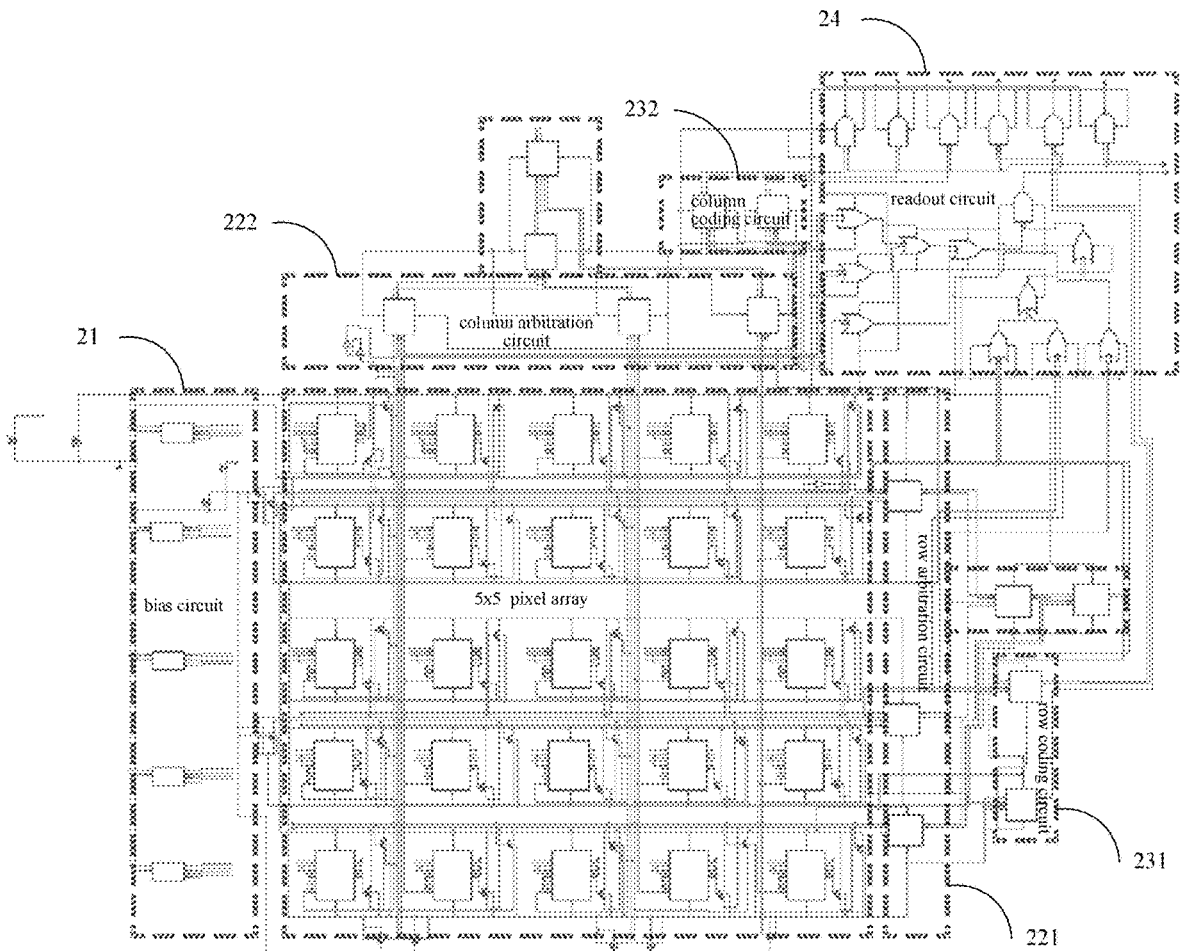 24
232
column
coding circuit
readout circuit
222
column arbitration
circuit
21
bias circuit
5x5 pixel array
row arbitration circuit
row coding circuit
231
221